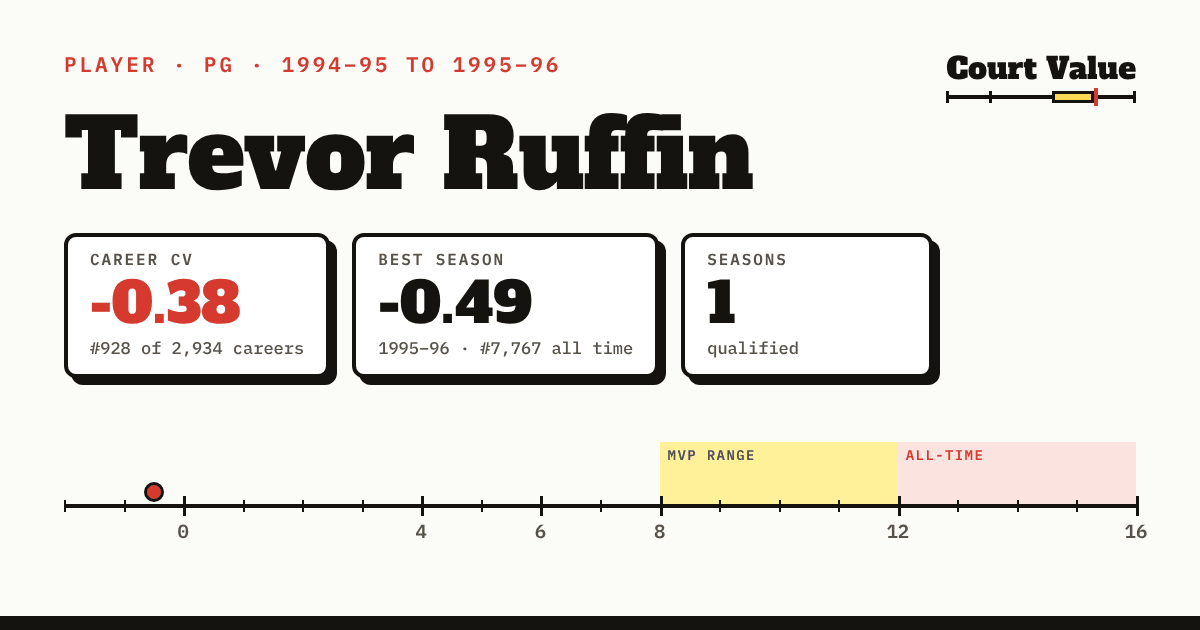 PLAYER · PG · 1994–95 TO 1995–96
Court Value
Trevor Ruffin
CAREER CV
-0.38
#928 of 2,934 careers
BEST SEASON
-0.49
1995–96 · #7,767 all time
SEASONS
1
qualified
MVP RANGE
ALL-TIME
0 4 6 8 12 16